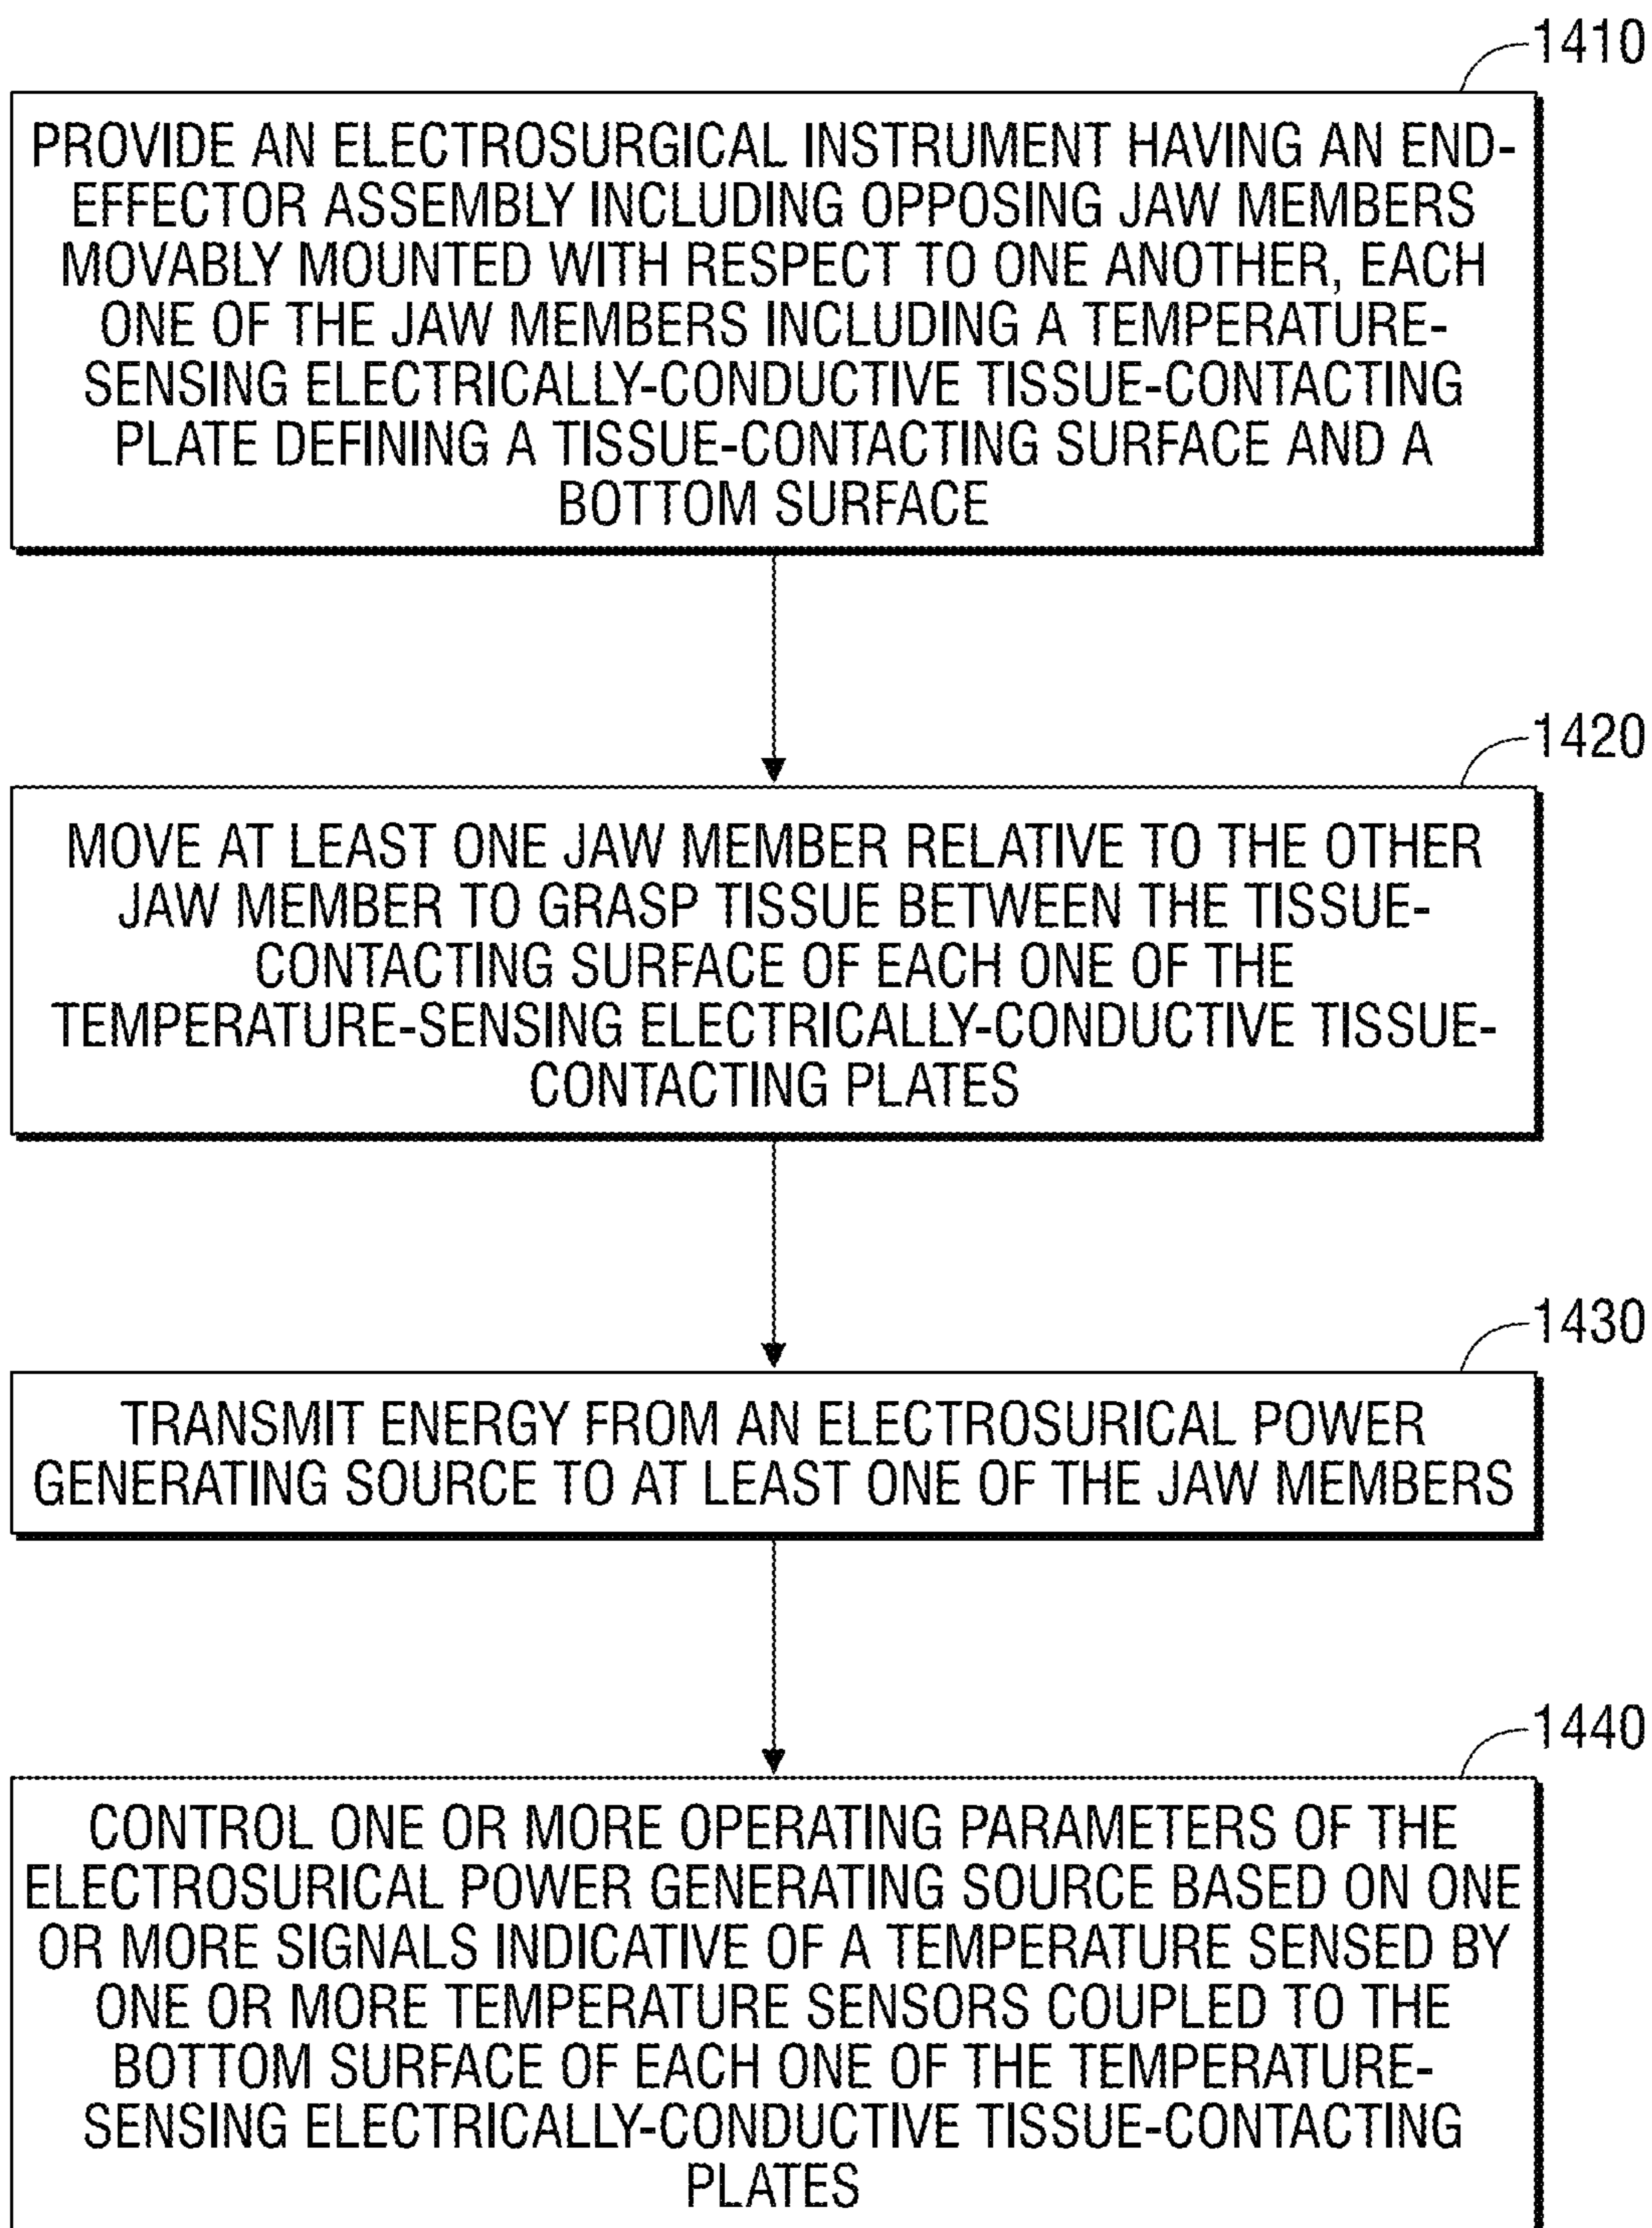 1410
PROVIDE AN ELECTROSURGICAL INSTRUMENT HAVING AN END-
EFFECTOR ASSEMBLY INCLUDING OPPOSING JAW MEMBERS
MOVABLY MOUNTED WITH RESPECT TO ONE ANOTHER, EACH
ONE OF THE JAW MEMBERS INCLUDING A TEMPERATURE-
SENSING ELECTRICALLY-CONDUCTIVE TISSUE-CONTACTING
PLATE DEFINING A TISSUE-CONTACTING SURFACE AND A
BOTTOM SURFACE
1420
MOVE AT LEAST ONE JAW MEMBER RELATIVE TO THE OTHER
JAW MEMBER TO GRASP TISSUE BETWEEN THE TISSUE-
CONTACTING SURFACE OF EACH ONE OF THE
TEMPERATURE-SENSING ELECTRICALLY-CONDUCTIVE TISSUE-
CONTACTING PLATES
1430
TRANSMIT ENERGY FROM AN ELECTROSURICAL POWER
GENERATING SOURCE TO AT LEAST ONE OF THE JAW MEMBERS
1440
CONTROL ONE OR MORE OPERATING PARAMETERS OF THE
ELECTROSURICAL POWER GENERATING SOURCE BASED ON ONE
OR MORE SIGNALS INDICATIVE OF A TEMPERATURE SENSED BY
ONE OR MORE TEMPERATURE SENSORS COUPLED TO THE
BOTTOM SURFACE OF EACH ONE OF THE TEMPERATURE-
SENSING ELECTRICALLY-CONDUCTIVE TISSUE-CONTACTING
PLATES